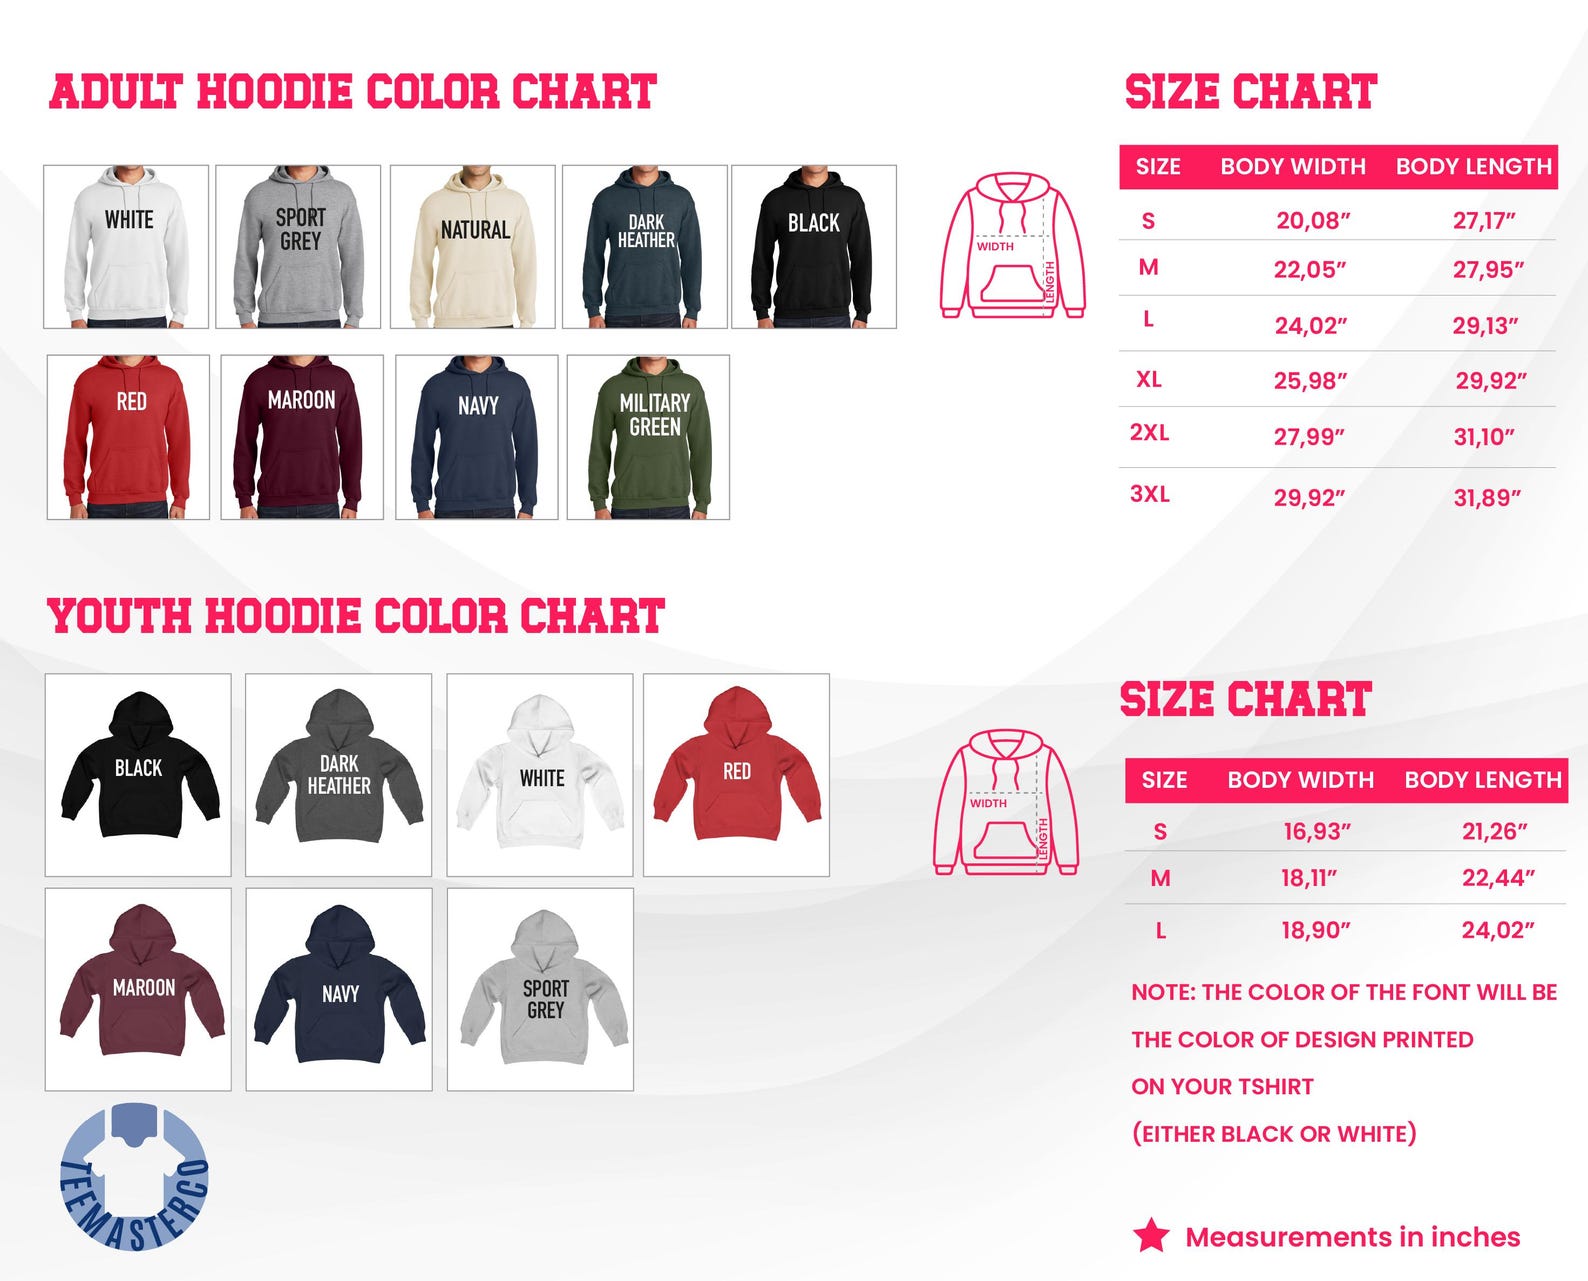 ADULT HOODIE COLOR CHART
WHITE
SPORT
GREY
NATURAL
DARK
HEATHER
BLACK
RED
MAROON
NAVY
MILITARY
GREEN
WIDTH
LENGTH
SIZE CHART
SIZE BODY WIDTH BODY LENGTH
S 20,08” 27,17”
M 22,05” 27,95”
L 24,02” 29,13”
XL 25,98” 29,92”
2XL 27,99” 31,10”
3XL 29,92” 31,89”
YOUTH HOODIE COLOR CHART
BLACK
DARK
HEATHER
WHITE
RED
MAROON
NAVY
SPORT
GREY
WIDTH
LENGTH
SIZE CHART
SIZE BODY WIDTH BODY LENGTH
S 16,93” 21,26”
M 18,11” 22,44”
L 18,90” 24,02”
NOTE: THE COLOR OF THE FONT WILL BE
THE COLOR OF DESIGN PRINTED
ON YOUR TSHIRT
(EITHER BLACK OR WHITE)
TEEMASTERCO
Measurements in inches